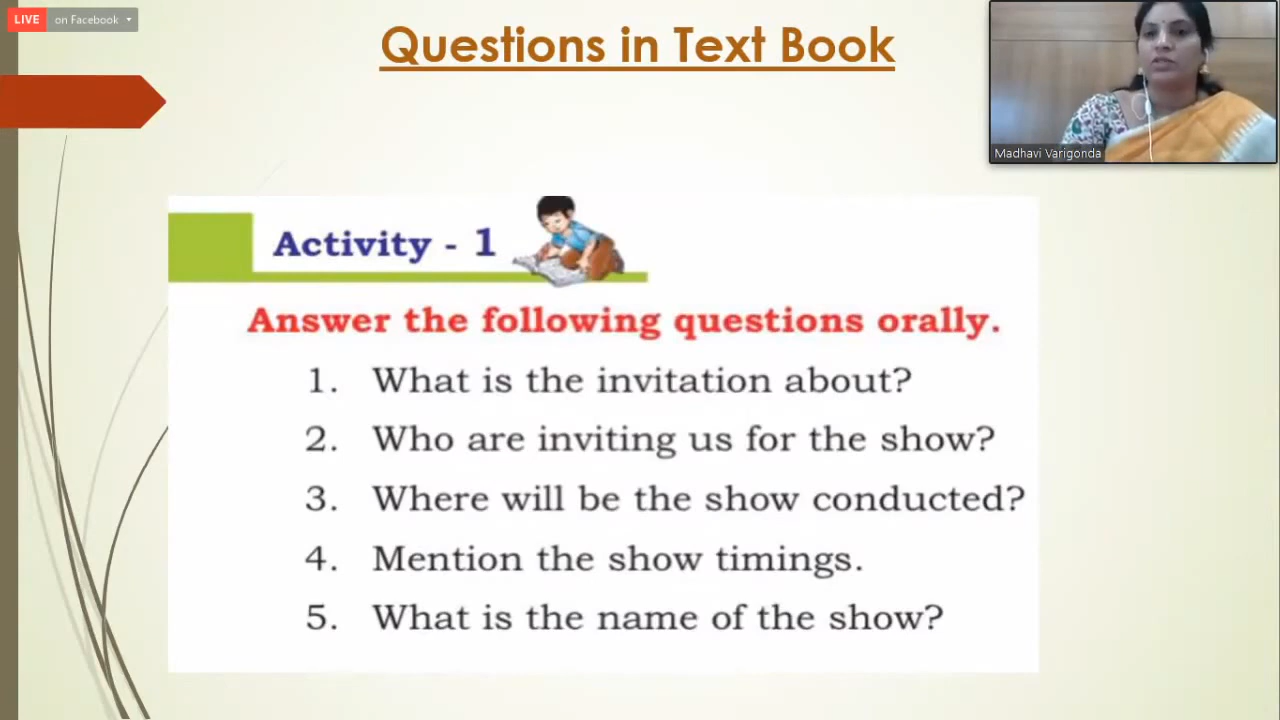 LIVE on Facebook
Questions in Text Book
Madhavi Varigonda
Activity - 1
Answer the following questions orally.
1. What is the invitation about?
2. Who are inviting us for the show?
3. Where will be the show conducted?
4. Mention the show timings.
5. What is the name of the show?